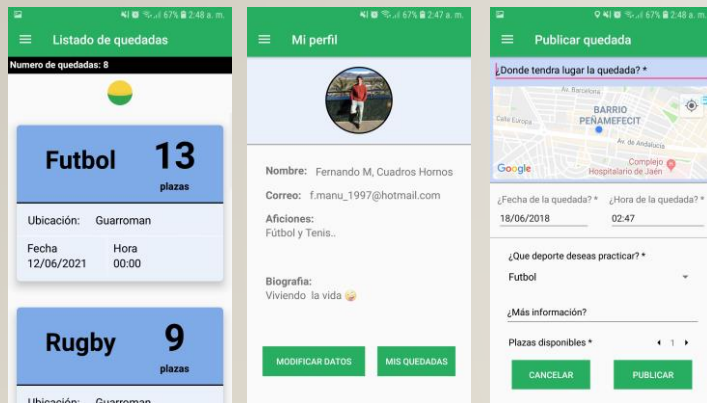 67% 2:48 a. m.
Listado de quedadas
Numero de quedadas: 8
Futbol
13
plazas
Ubicación: Guarroman
Fecha Hora
12/06/2021 00:00
Rugby
9
plazas
Ubicación: Guarroman
67% 2:47 a. m.
Mi perfil
Nombre: Fernando M, Cuadros Hornos
Correo: f.manu_1997@hotmail.com
Aficiones:
Fútbol y Tenis..
Biografia:
Viviendo la vida 🤪
MODIFICAR DATOS MIS QUEDADAS
67% 2:48 a. m.
Publicar quedada
¿Donde tendra lugar la quedada? *
Av. Barcelona
BARRIO
PEÑAMEFECIT
Calle Europa
Av. de Andalucía
Complejo
Hospitalario de Jaén
Google
¿Fecha de la quedada? * ¿Hora de la quedada? *
18/06/2018 02:47
¿Que deporte deseas practicar? *
Futbol
¿Más información?
Plazas disponibles * 1
CANCELAR PUBLICAR